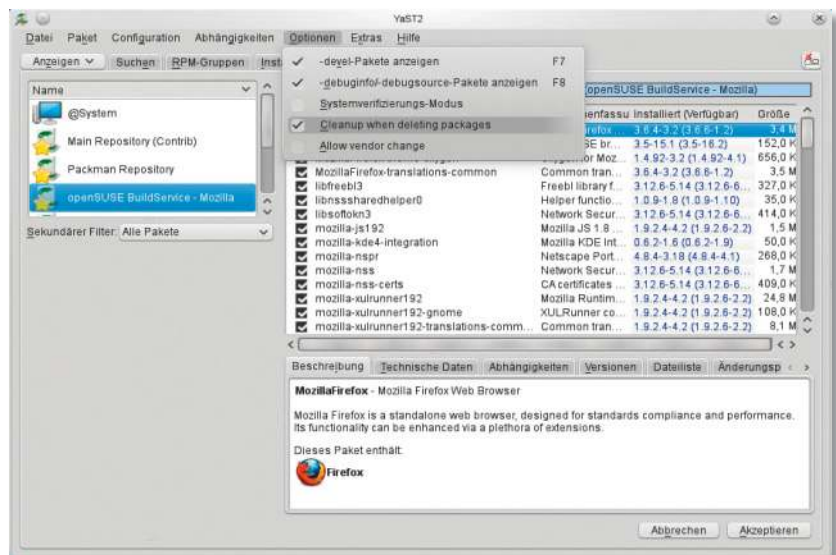 YaST2
Datei Paket Configuration Abhängigkeiten Optionen Extras Hilfe
Anzeigen Suchen RPM-Gruppen Inst
-devel-Pakete anzeigen F7
-debuginfo/-debugsource-Pakete anzeigen F8
Systemverifizierungs-Modus
Cleanup when deleting packages
Allow vendor change
Name
@System
Main Repository (Contrib)
Packman Repository
openSUSE BuildService - Mozilla
Sekundärer Filter: Alle Pakete
(openSUSE BuildService - Mozilla)
enfassu Installiert (Verfügbar) Größe
irefox 3.6.4-3.2 (3.6.6-1.2) 3,4 M
SE br... 3.5-15.1 (3.5-16.2) 152,0 K
for Moz... 1.4.92-3.2 (1.4.92-4.1) 656,0 K
MozillaFirefox-translations-common Common tran... 3.6.4-3.2 (3.6.6-1.2) 3,5 M
libfreebl3 Freebl library f... 3.12.6-5.14 (3.12.6-6... 327,0 K
libnsssharedhelper0 Helper functio... 1.0.9-1.8 (1.0.9-1.10) 35,0 K
libsoftokn3 Network Secur... 3.12.6-5.14 (3.12.6-6... 414,0 K
mozilla-js192 Mozilla JS 1.8 ... 1.9.2.4-4.2 (1.9.2.6-2.2) 1,5 M
mozilla-kde4-integration Mozilla KDE Int... 0.6.2-1.6 (0.6.2-1.9) 50,0 K
mozilla-nspr Netscape Port... 4.8.4-3.18 (4.8.4-4.1) 268,0 K
mozilla-nss Network Secur... 3.12.6-5.14 (3.12.6-6... 1,7 M
mozilla-nss-certs CA certificates ... 3.12.6-5.14 (3.12.6-6... 409,0 K
mozilla-xulrunner192 Mozilla Runtim... 1.9.2.4-4.2 (1.9.2.6-2.2) 24,8 M
mozilla-xulrunner192-gnome XULRunner co... 1.9.2.4-4.2 (1.9.2.6-2.2) 108,0 K
mozilla-xulrunner192-translations-comm... Common tran... 1.9.2.4-4.2 (1.9.2.6-2.2) 8,1 M
Beschreibung Technische Daten Abhängigkeiten Versionen Dateiliste Änderungsp
MozillaFirefox - Mozilla Firefox Web Browser
Mozilla Firefox is a standalone web browser, designed for standards compliance and performance.
Its functionality can be enhanced via a plethora of extensions.
Dieses Paket enthält:
Firefox
Abbrechen Akzeptieren